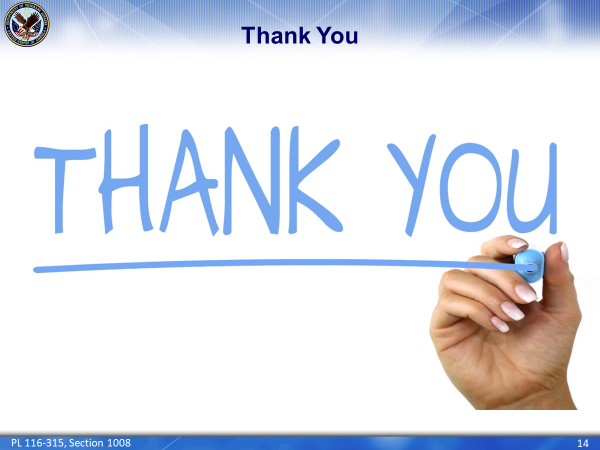 Thank You
THANK YOU
PL 116-315, Section 1008
14